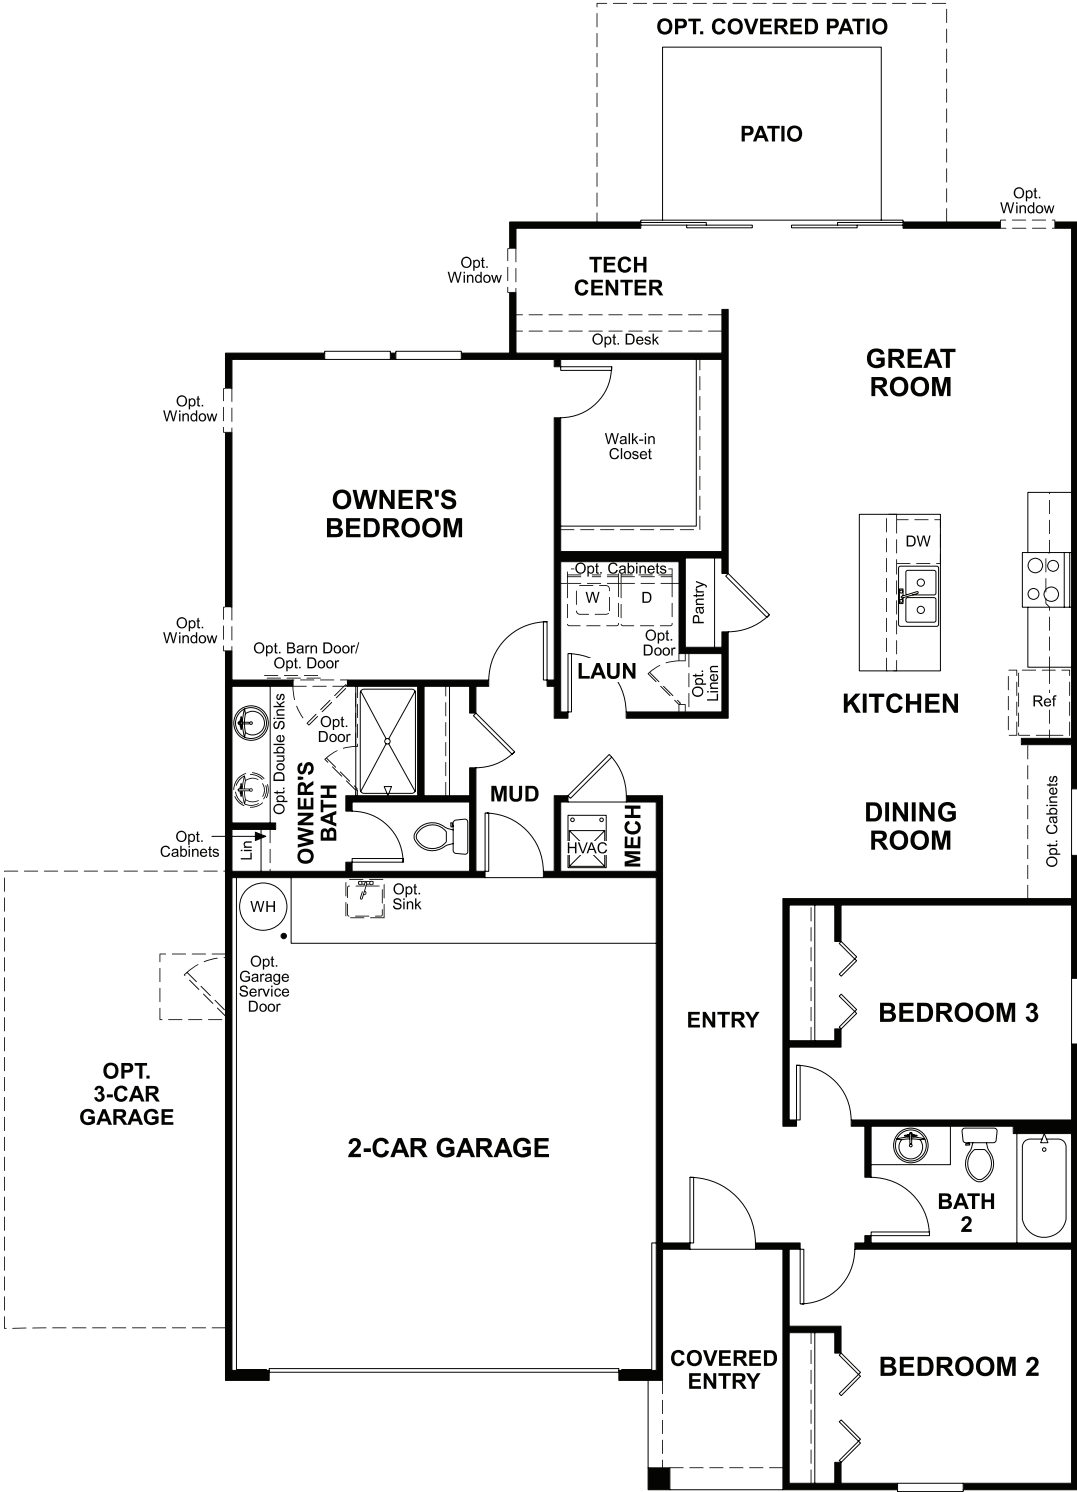 OPT. COVERED PATIO
PATIO
Opt.
Window
Opt.
Window
TECH
CENTER
Opt. Desk
GREAT
ROOM
Opt.
Window
Walk-in
Closet
OWNER'S
BEDROOM
DW
Opt. Cabinets
W
D
Pantry
Opt.
Window
Opt. Barn Door/
Opt. Door
Opt.
Door
LAUN
Opt.
Linen
KITCHEN
Ref
Opt. Double Sinks
Opt.
Door
OWNER'S
BATH
MUD
MECH
HVAC
DINING
ROOM
Opt. Cabinets
Opt.
Cabinets
Lin
WH
Opt.
Sink
Opt.
Garage
Service
Door
ENTRY
BEDROOM 3
OPT.
3-CAR
GARAGE
2-CAR GARAGE
BATH
2
COVERED
ENTRY
BEDROOM 2